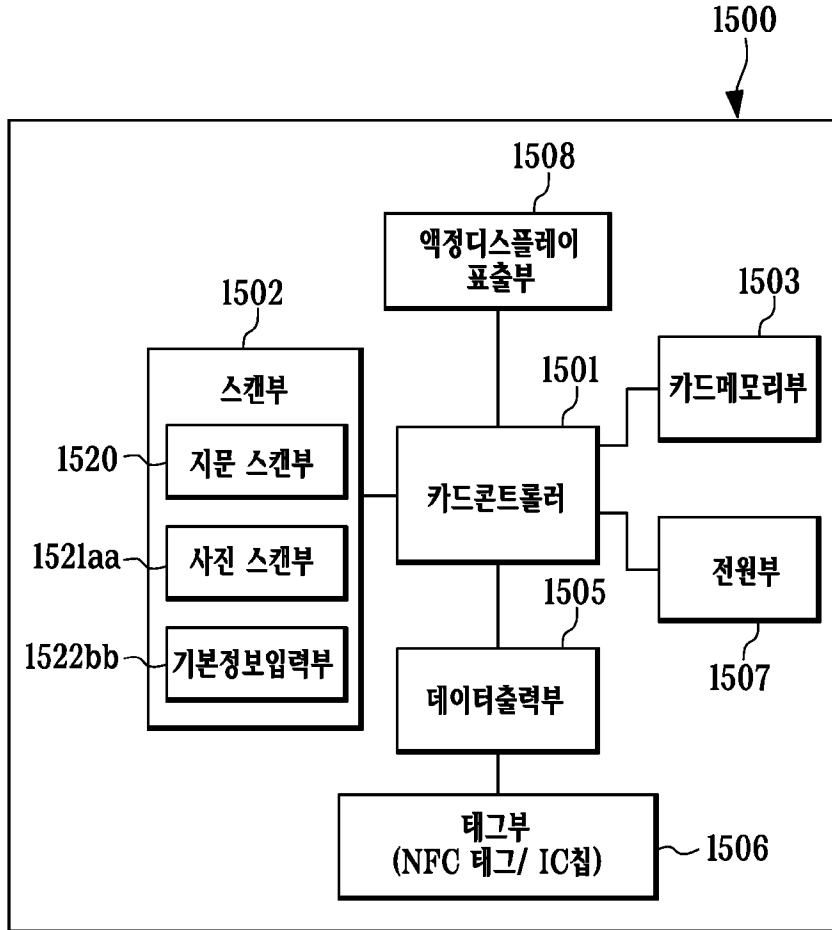 1500
1508
액정디스플레이
표출부
1502
1503
스캔부
1501
카드메모리부
1520
지문 스캔부
카드콘트롤러
1521aa
사진 스캔부
전원부
1505
1522bb
기본정보입력부
데이터출력부
1507
태그부
(NFC 태그/ IC칩)
1506